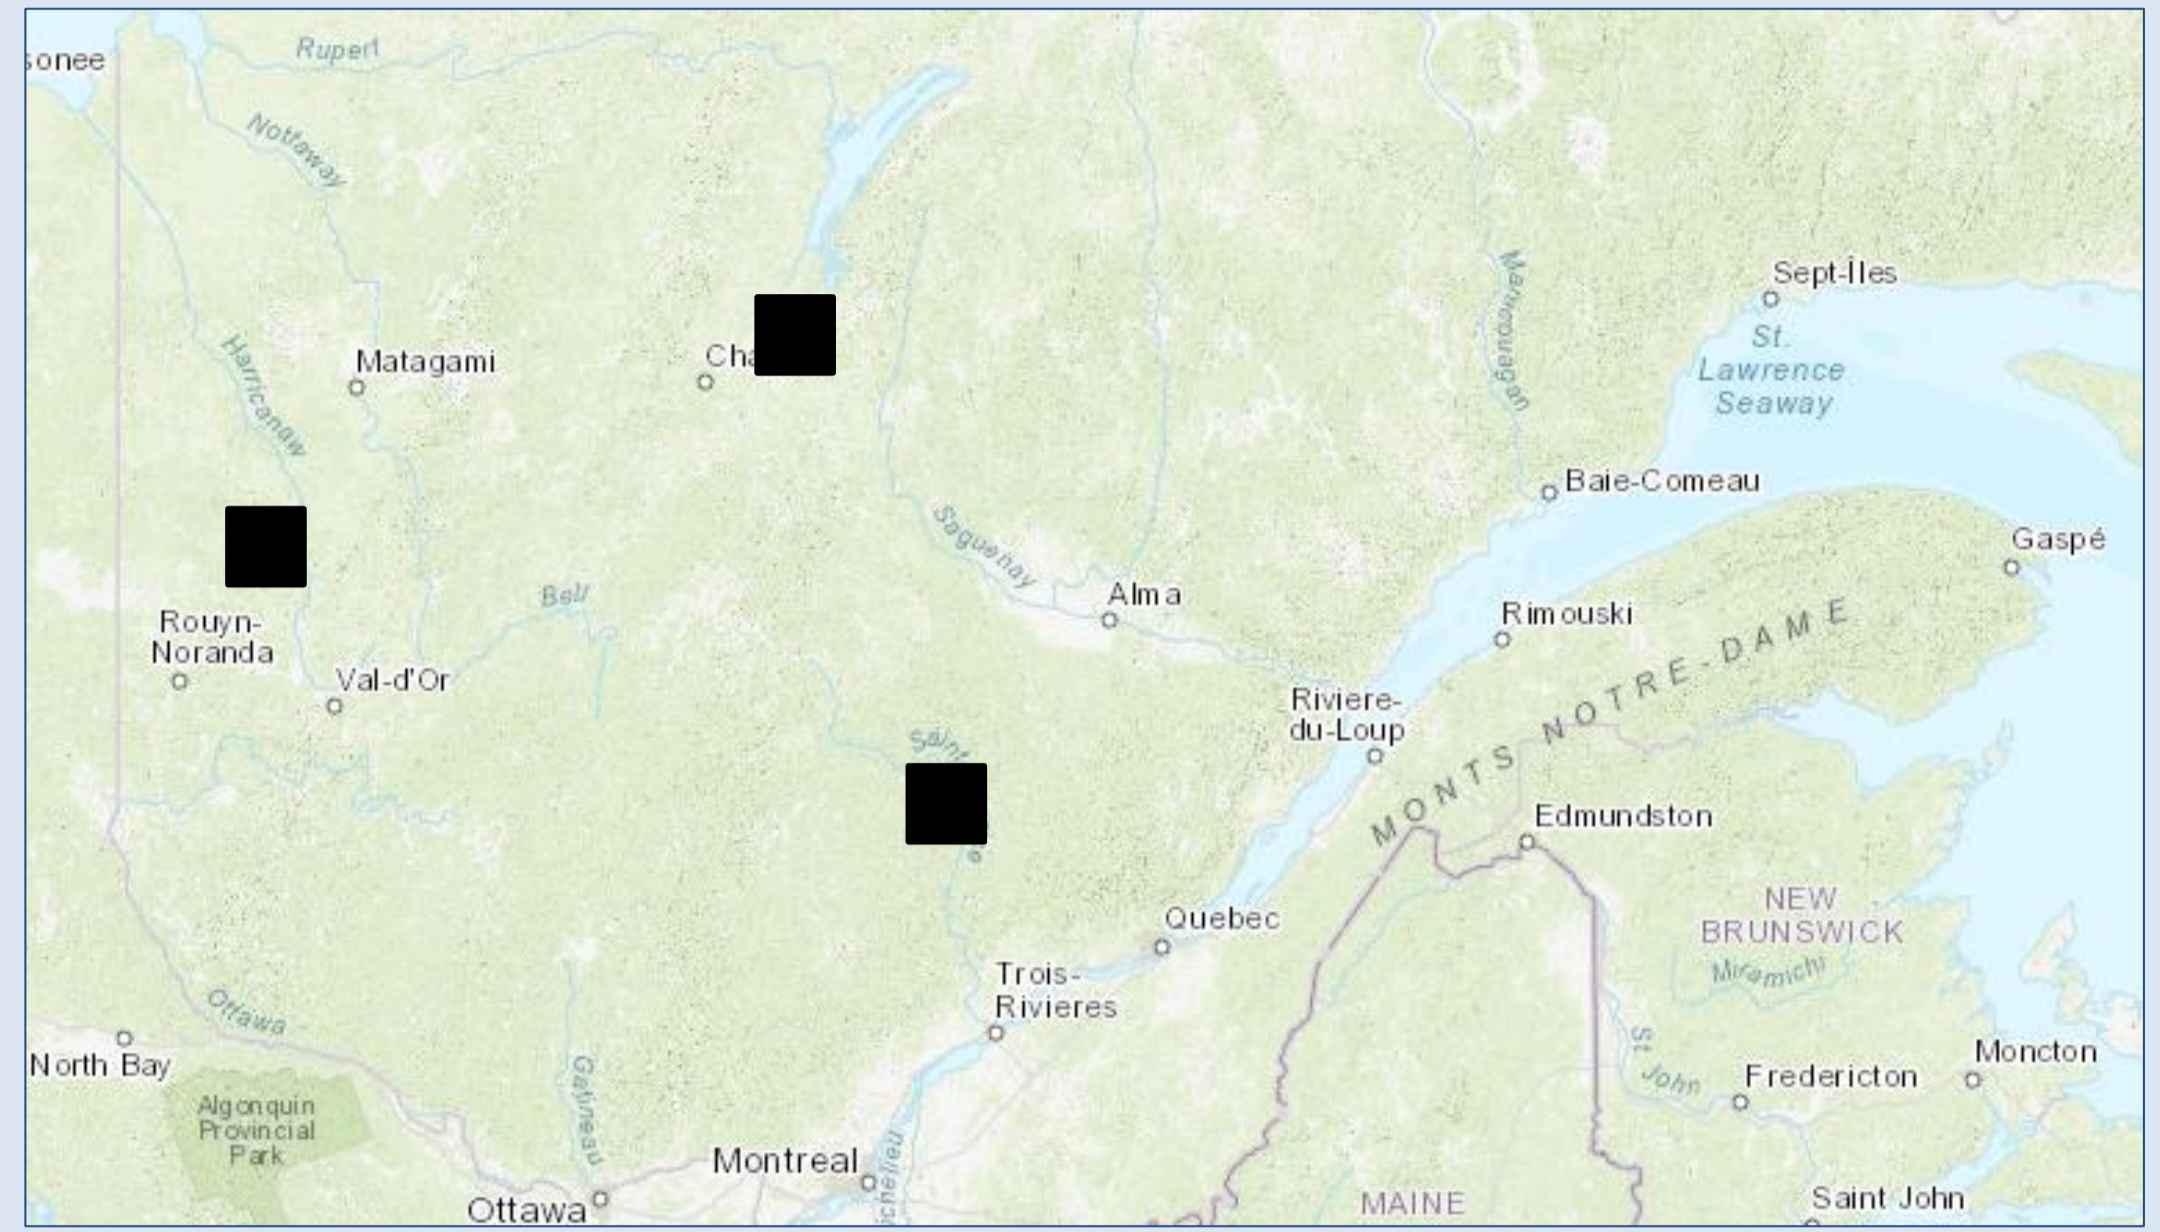 sonee
Rupert
Nottaway
Sept-Îles
St.
Lawrence
Seaway
Manicouagan
Harricanaw
Matagami
Cha
Baie-Comeau
Saguenay
Gaspé
Bell
Alma
Rimouski
Rouyn-
Noranda
Val-d'Or
MONTS NOTRE-DAME
Riviere-
du-Loup
Saint
Edmundston
NEW
BRUNSWICK
Miramichi
Quebec
Trois-
Rivieres
Ottawa
North Bay
Gatineau
St John
Moncton
Fredericton
Algonquin
Provincial
Park
Montreal
ichelieu
Ottawa
MAINE
Saint John